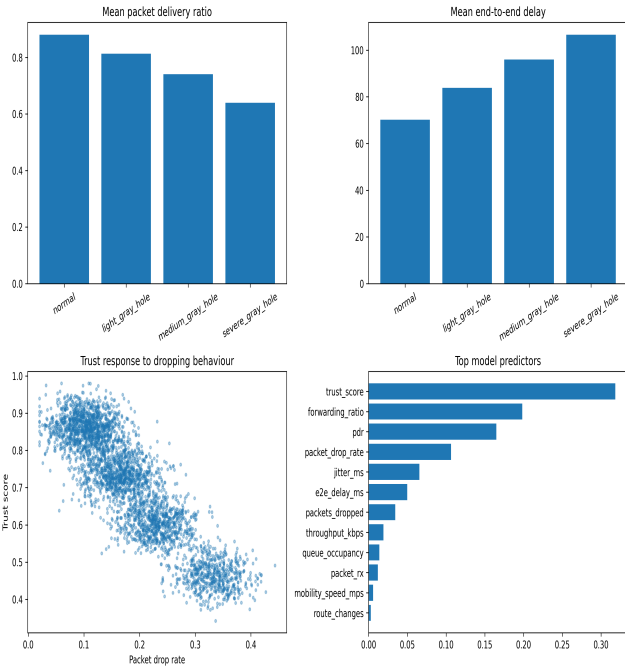 Mean packet delivery ratio
0.8
0.6
0.4
0.2
0.0
normal
light_gray_hole
medium_gray_hole
severe_gray_hole
Mean end-to-end delay
100
80
60
40
20
0
normal
light_gray_hole
medium_gray_hole
severe_gray_hole
Trust response to dropping behaviour
1.0
0.9
0.8
0.7
0.6
0.5
0.4
Trust score
0.0 0.1 0.2 0.3 0.4
Packet drop rate
Top model predictors
trust_score
forwarding_ratio
pdr
packet_drop_rate
jitter_ms
e2e_delay_ms
packets_dropped
throughput_kbps
queue_occupancy
packet_rx
mobility_speed_mps
route_changes
0.00 0.05 0.10 0.15 0.20 0.25 0.30